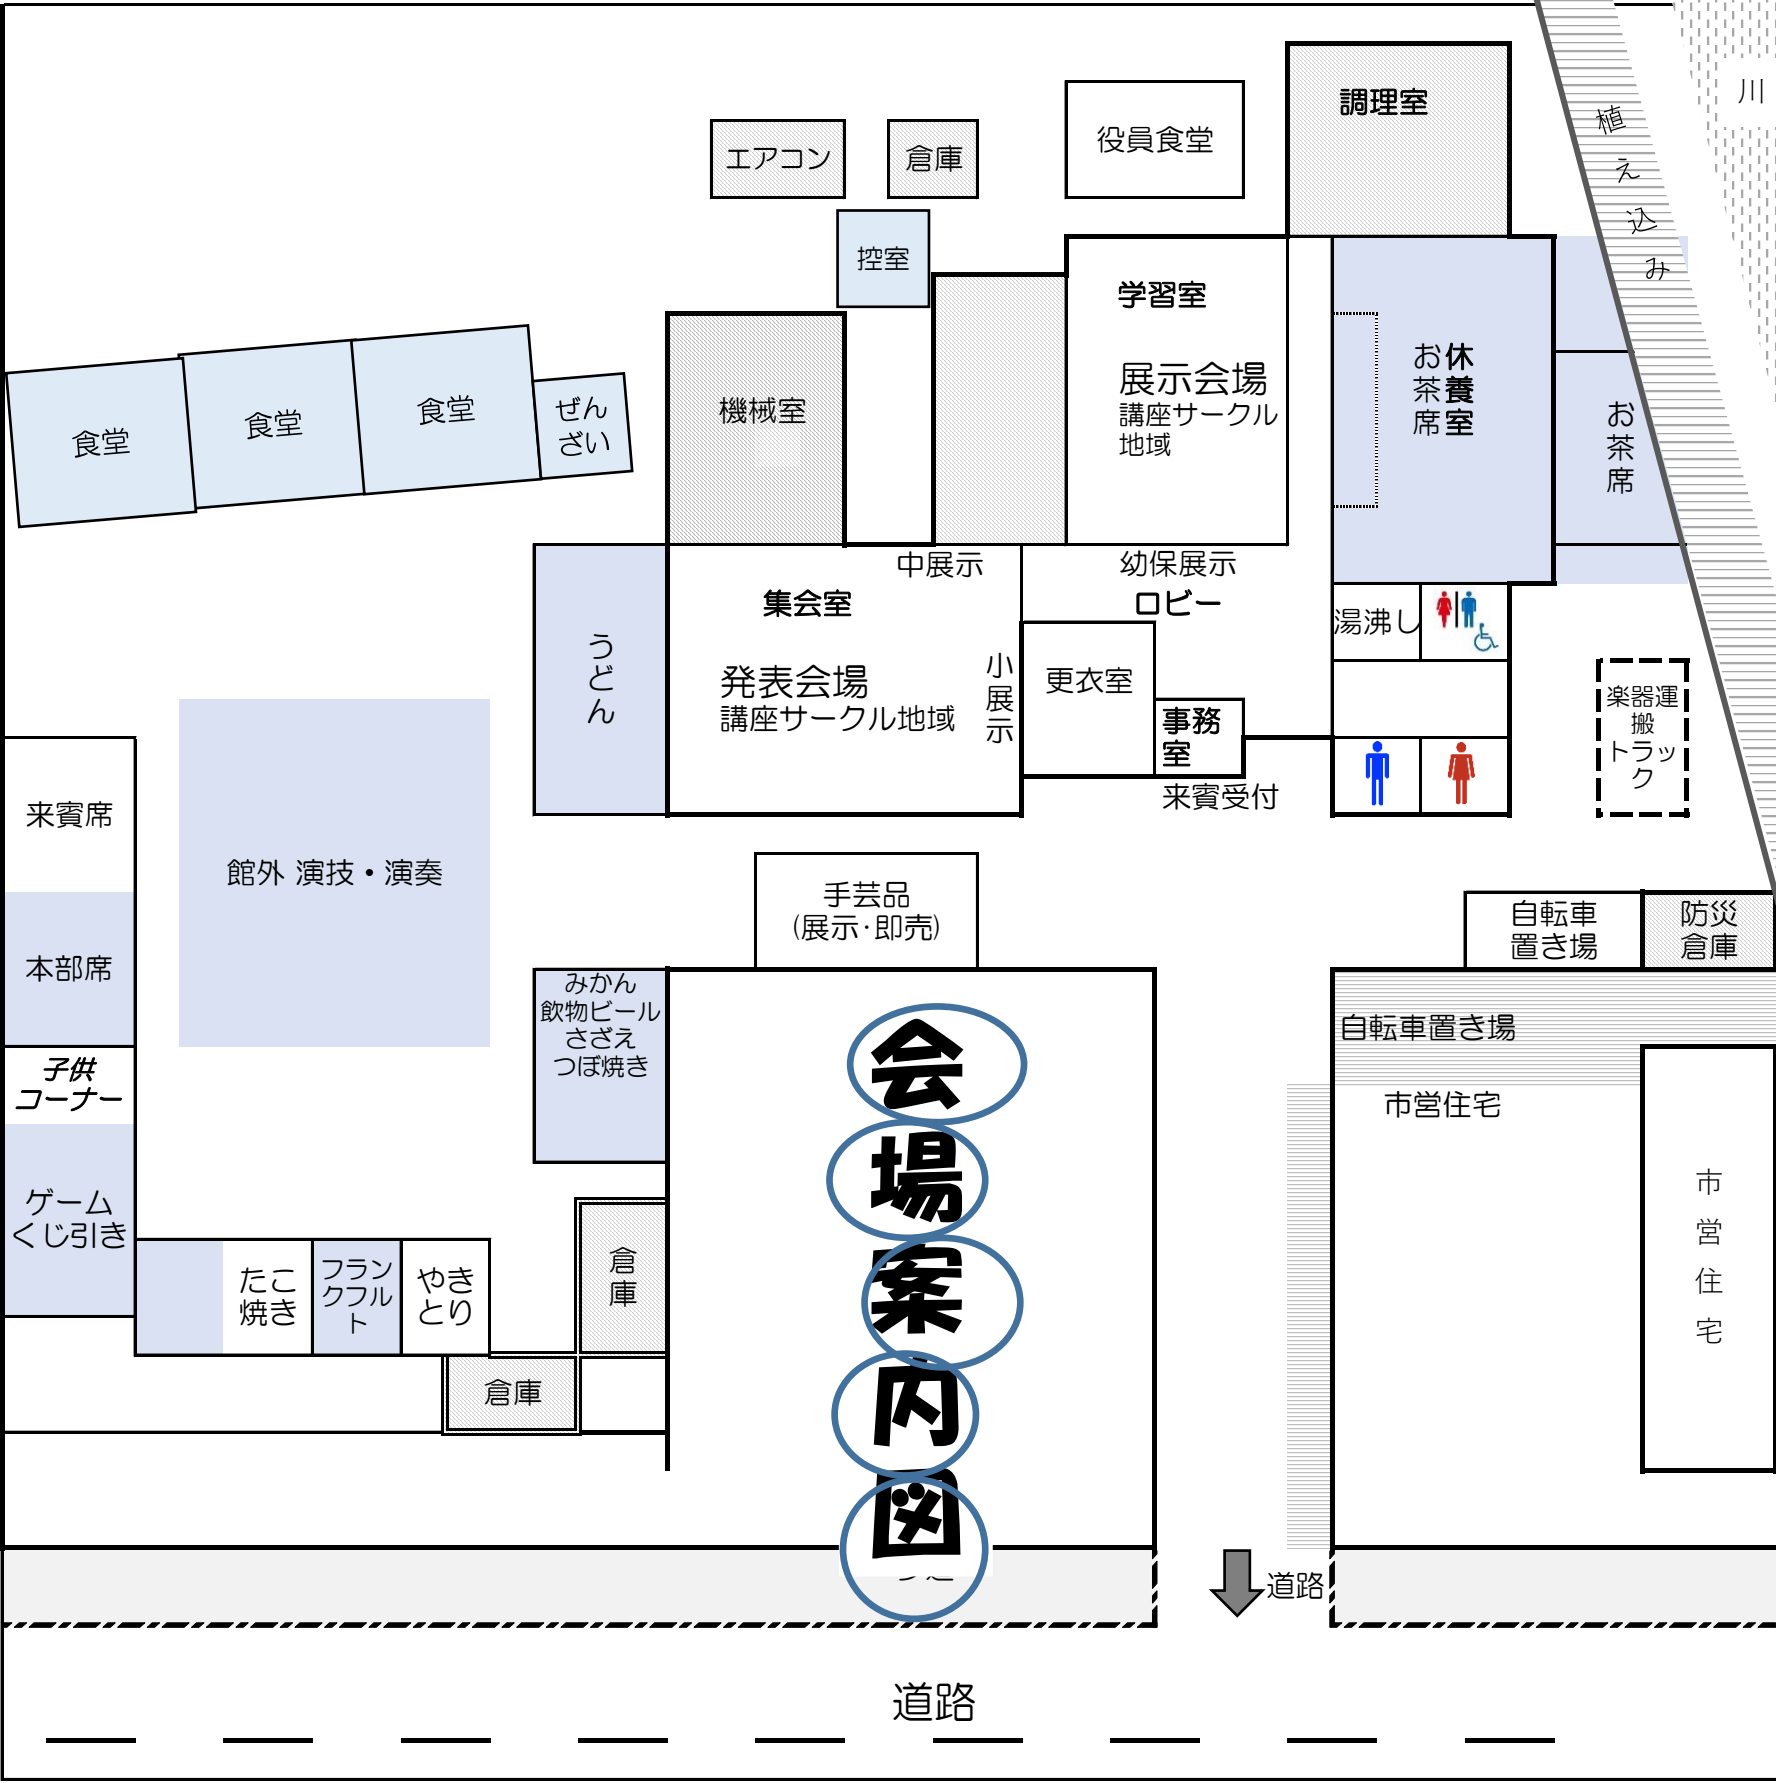 川
調理室
植え込み
役員食堂
エアコン
倉庫
控室
学習室
展示会場
講座サークル
地域
休養室
お茶席
お茶席
機械室
食堂
食堂
食堂
ぜん
ざい
中展示
幼保展示
ロビー
集会室
発表会場
講座サークル地域
小展示
うどん
更衣室
事務
室
来賓受付
湯沸し
楽器運
搬
トラッ
ク
来賓席
本部席
子供
コーナー
ゲーム
くじ引き
館外 演技・演奏
手芸品
(展示・即売)
みかん
飲物ビール
さざえ
つぼ焼き
自転車
置き場
防災
倉庫
自転車置き場
市営住宅
市営住宅
たこ
焼き
フラン
クフル
ト
やき
とり
倉庫
倉庫
会場案内図
道路
道路